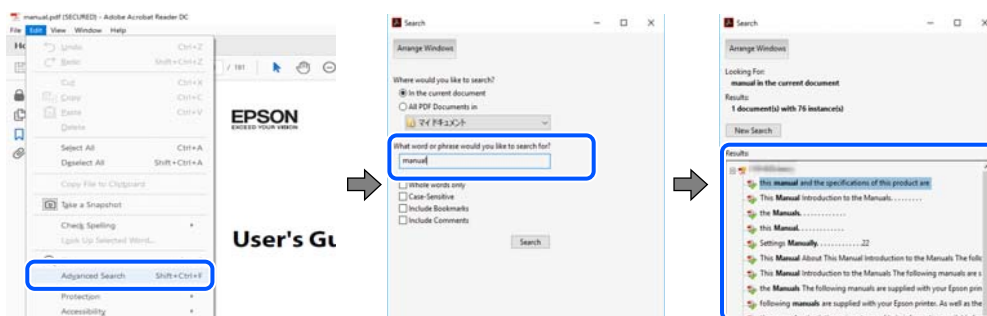 manual.pdf (SECURED) - Adobe Acrobat Reader DC
File Edit View Window Help
Undo Ctrl+Z
Shift+Ctrl+Z
Cut Ctrl+X
Copy Ctrl+C
Paste Ctrl+V
Delete
Select All Ctrl+A
Deselect All Shift+Ctrl+A
Copy File to Clipboard
Take a Snapshot
Check Spelling
Look Up Selected Word...
Advanced Search Shift+Ctrl+F
Protection
Accessibility
/ 181
EPSON
EXCEED YOUR VISION
User's Gu
Search
Arrange Windows
Where would you like to search?
In the current document
All PDF Documents in
マイ ドキュメント
What word or phrase would you like to search for?
manual
Whole words only
Case-Sensitive
Include Bookmarks
Include Comments
Search
Search
Arrange Windows
Looking For:
manual in the current document
Results:
1 document(s) with 76 instance(s)
New Search
Results:
this manual and the specifications of this product are
This Manual Introduction to the Manuals.........
the Manuals.............
this Manual.............
Settings Manually.............22
This Manual About This Manual Introduction to the Manuals The follo
This Manual Introduction to the Manuals The following manuals are s
the Manuals The following manuals are supplied with your Epson prin
following manuals are supplied with your Epson printer. As well as the